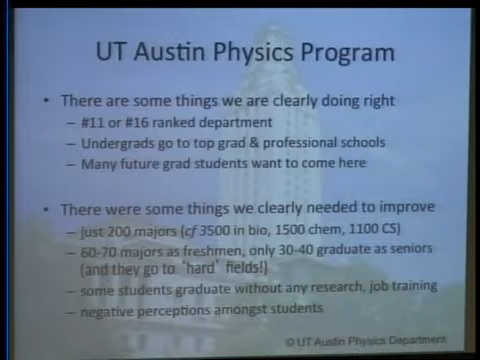 UT Austin Physics Program
• There are some things we are clearly doing right
– #11 or #16 ranked department
– Undergrads go to top grad & professional schools
– Many future grad students want to come here
• There were some things we clearly needed to improve
– just 200 majors (cf 3500 in bio, 1500 chem, 1100 CS)
– 60-70 majors as freshmen, only 30-40 graduate as seniors
(and they go to 'hard' fields!)
– some students graduate without any research, job training
– negative perceptions amongst students
© UT Austin Physics Department